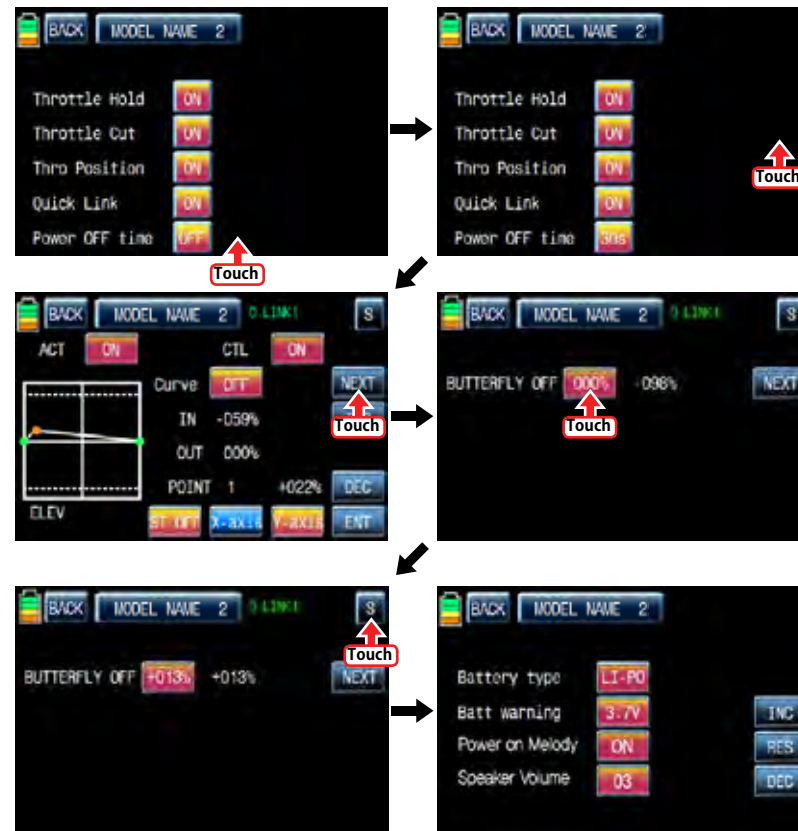 BACK MODEL NAME 2
Throttle Hold ON
Throttle Cut ON
Thro Position ON
Quick Link ON
Power OFF time OFF
Touch
BACK MODEL NAME 2
Throttle Hold ON
Throttle Cut ON
Thro Position ON
Quick Link ON
Power OFF time 30s
Touch
BACK MODEL NAME 2 Q.LINK1 S
ACT ON CTL ON
Curve OFF NEXT
IN -059%
Touch
OUT 000%
POINT 1 +022% DEC
ELEV ST OFF X-axis Y-axis ENT
BACK MODEL NAME 2 Q.LINK1 S
BUTTERFLY OFF 000% -098% NEXT
Touch
BACK MODEL NAME 2 Q.LINK1 S
Touch
BUTTERFLY OFF +013% +013% NEXT
BACK MODEL NAME 2
Battery type LI-PO
Batt warning 3.7V INC
Power on Melody ON RES
Speaker Volume 03 DEC